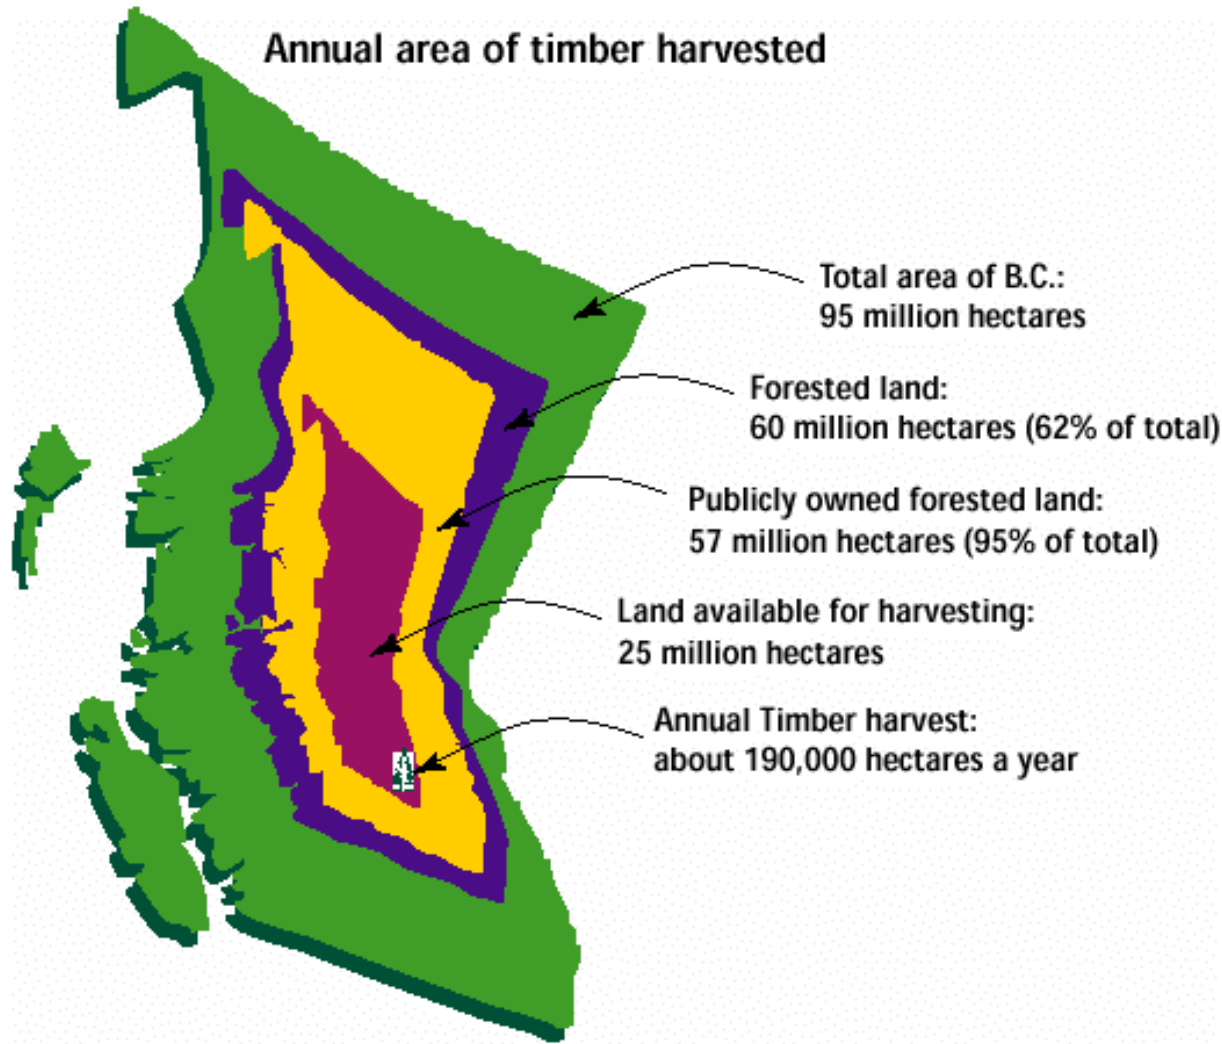 Annual area of timber harvested
Total area of B.C.:
95 million hectares
Forested land:
60 million hectares (62% of total)
Publicly owned forested land:
57 million hectares (95% of total)
Land available for harvesting:
25 million hectares
Annual Timber harvest:
about 190,000 hectares a year